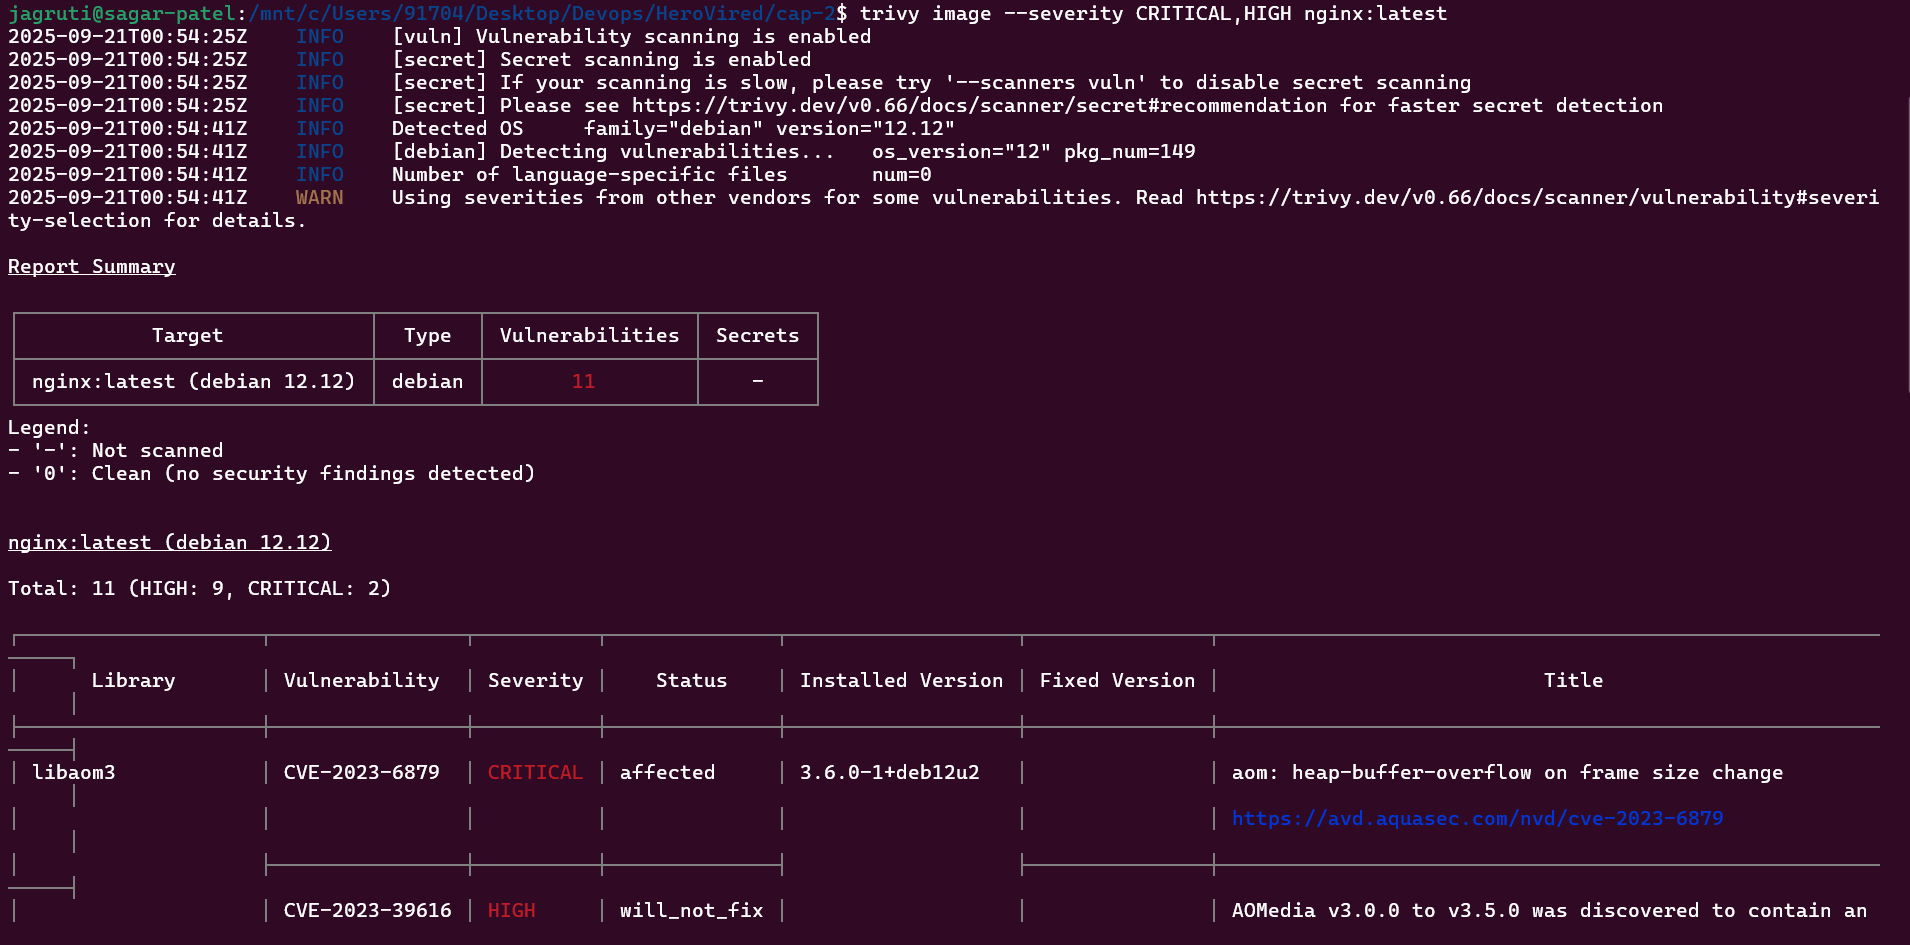 jagruti@sagar-patel:/mnt/c/Users/91704/Desktop/Devops/HeroVired/cap-2$ trivy image --severity CRITICAL,HIGH nginx:latest
2025-09-21T00:54:25Z INFO [vuln] Vulnerability scanning is enabled
2025-09-21T00:54:25Z INFO [secret] Secret scanning is enabled
2025-09-21T00:54:25Z INFO [secret] If your scanning is slow, please try '--scanners vuln' to disable secret scanning
2025-09-21T00:54:25Z INFO [secret] Please see https://trivy.dev/v0.66/docs/scanner/secret#recommendation for faster secret detection
2025-09-21T00:54:41Z INFO Detected OS family="debian" version="12.12"
2025-09-21T00:54:41Z INFO [debian] Detecting vulnerabilities... os_version="12" pkg_num=149
2025-09-21T00:54:41Z INFO Number of language-specific files num=0
2025-09-21T00:54:41Z WARN Using severities from other vendors for some vulnerabilities. Read https://trivy.dev/v0.66/docs/scanner/vulnerability#severi
ty-selection for details.
Report Summary
Target Type Vulnerabilities Secrets
nginx:latest (debian 12.12) debian 11 -
Legend:
- '-': Not scanned
- '0': Clean (no security findings detected)
nginx:latest (debian 12.12)
Total: 11 (HIGH: 9, CRITICAL: 2)
Library Vulnerability Severity Status Installed Version Fixed Version Title
libaom3 CVE-2023-6879 CRITICAL affected 3.6.0-1+deb12u2 aom: heap-buffer-overflow on frame size change
https://avd.aquasec.com/nvd/cve-2023-6879
CVE-2023-39616 HIGH will_not_fix AOMedia v3.0.0 to v3.5.0 was discovered to contain an